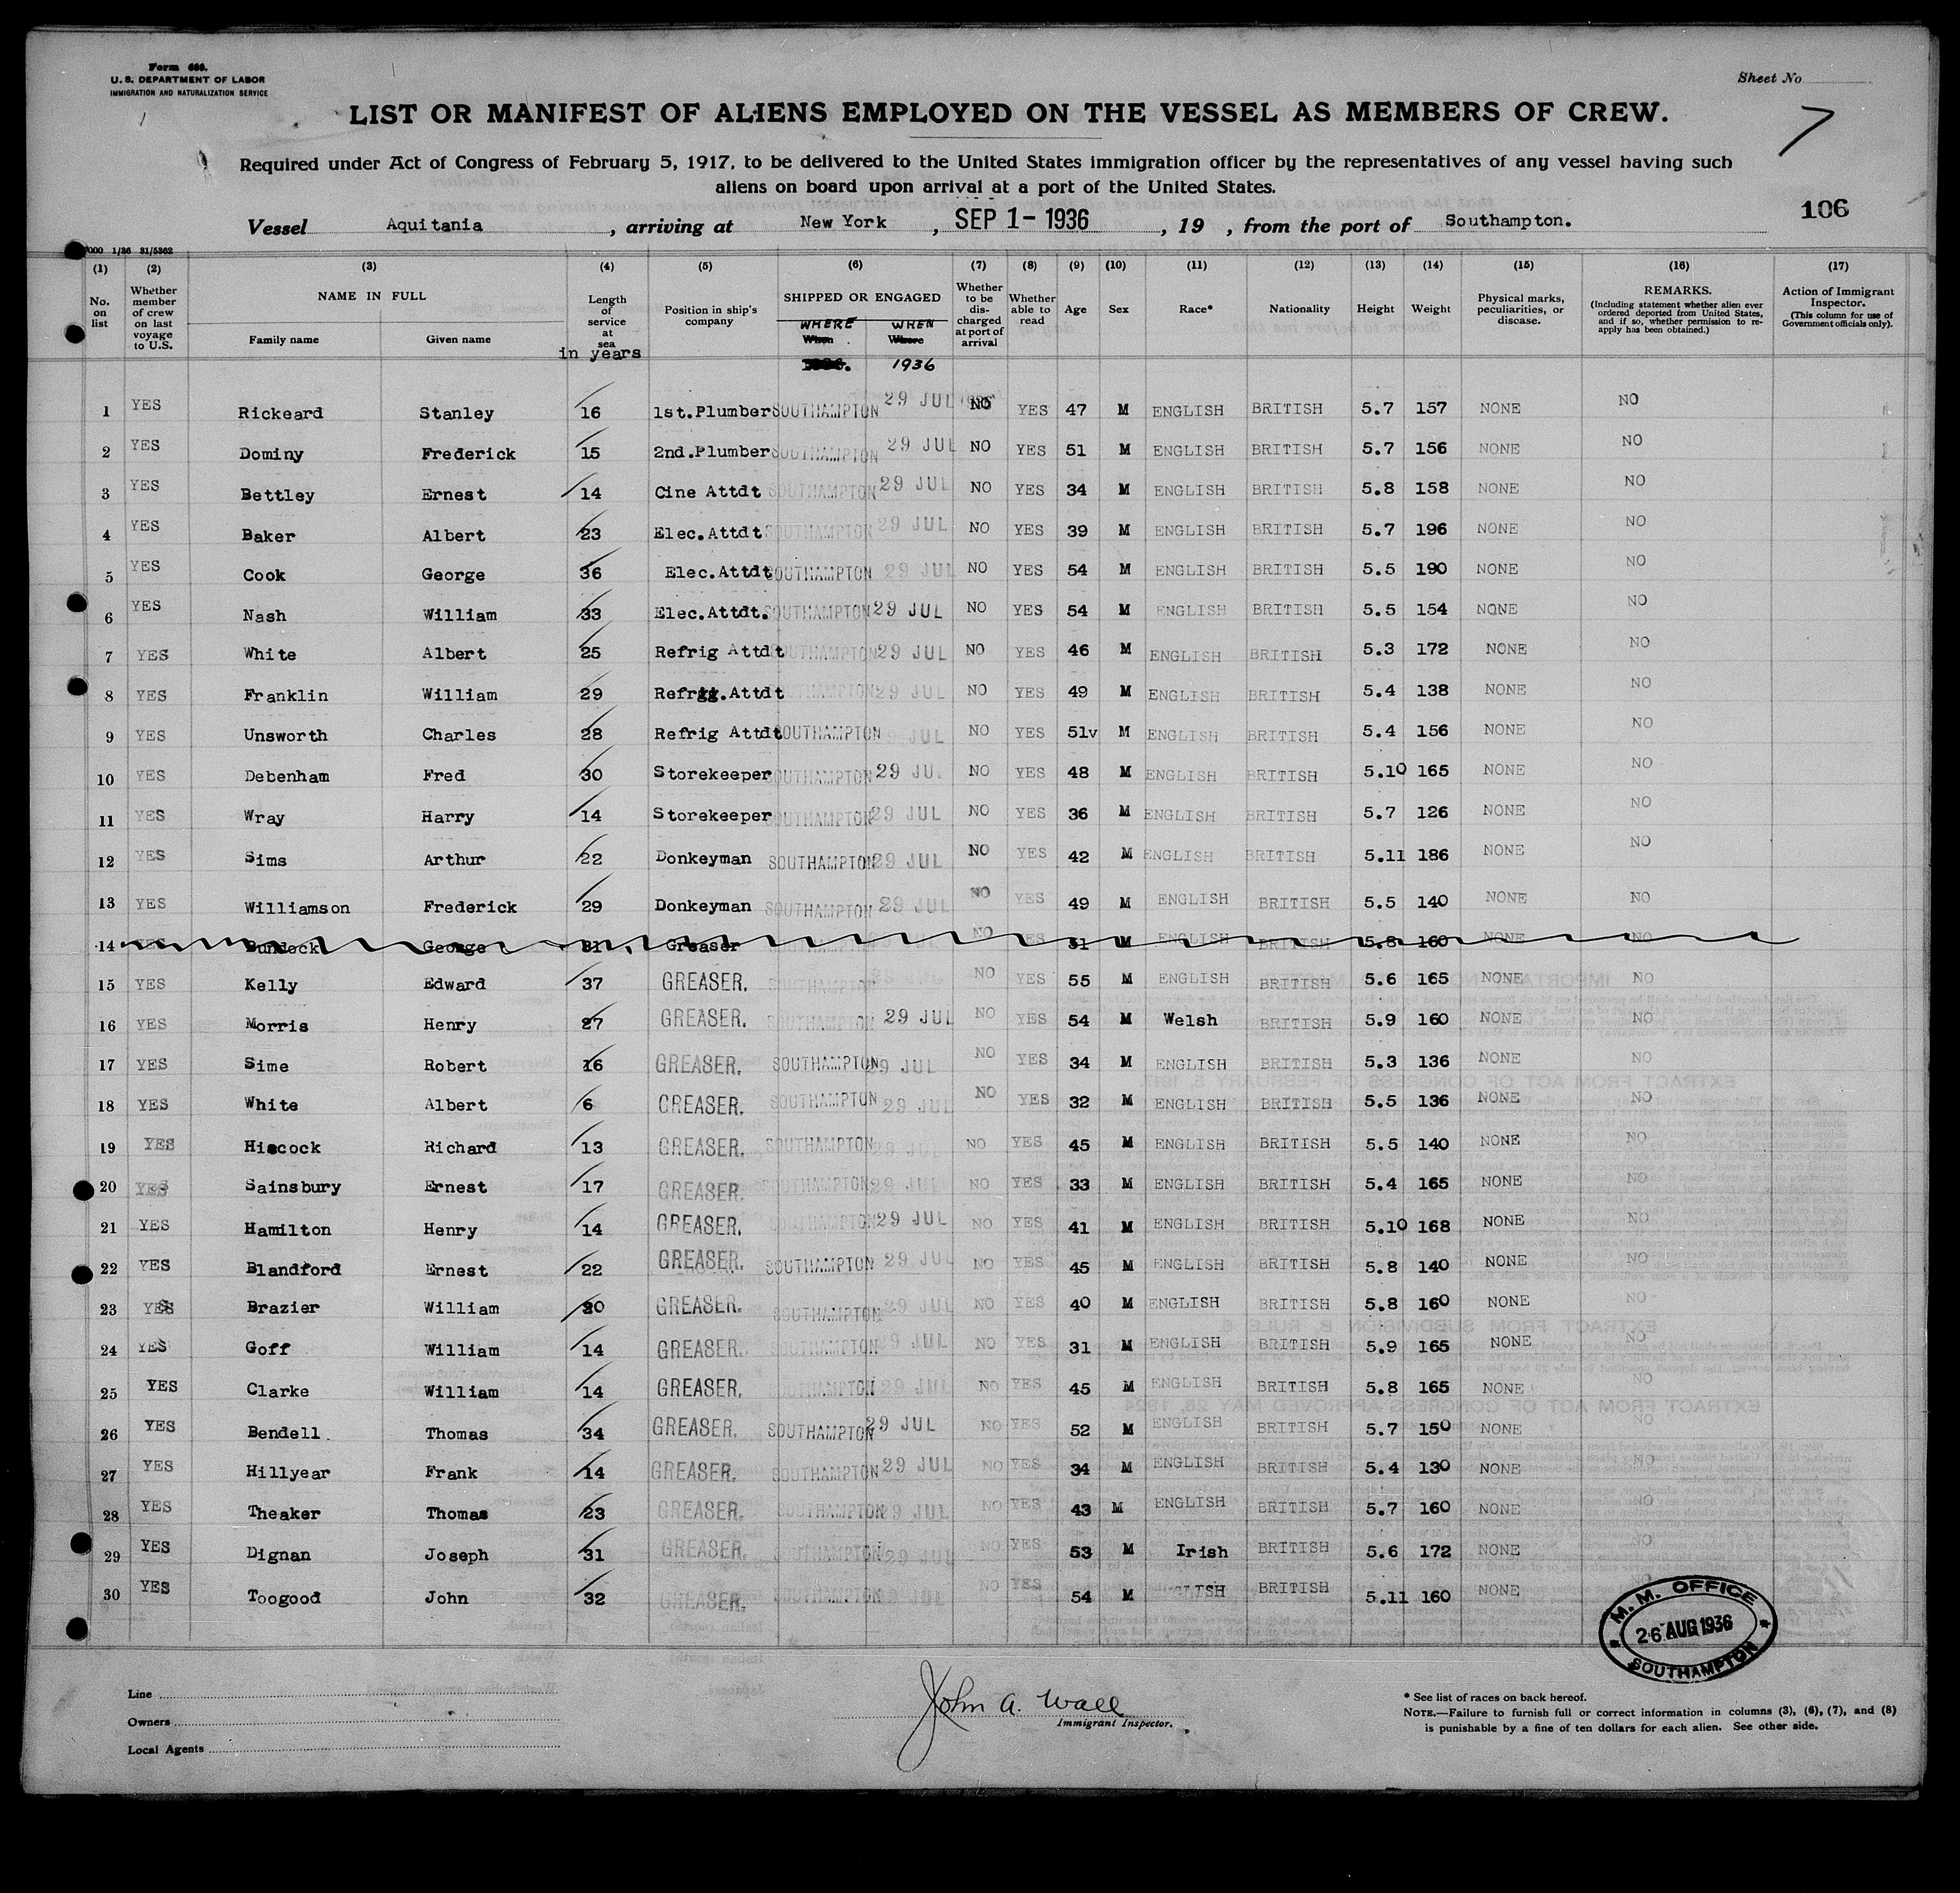 Form 680.
U. S. DEPARTMENT OF LABOR
IMMIGRATION AND NATURALIZATION SERVICE
Sheet No.
LIST OR MANIFEST OF ALIENS EMPLOYED ON THE VESSEL AS MEMBERS OF CREW.
7
Required under Act of Congress of February 5, 1917, to be delivered to the United States immigration officer by the representatives of any vessel having such
aliens on board upon arrival at a port of the United States.
106
Vessel Aquitania, arriving at New York, SEP 1 - 1936, 19 , from the port of Southampton.
000 1/36 31/5362
(1) (2) (3) (4) (5) (6) (7) (8) (9) (10) (11) (12) (13) (14) (15) (16) (17)
No. on list
Whether member of crew on last voyage to U.S.
NAME IN FULL
Family name Given name
Length of service at sea in years
Position in ship's company
SHIPPED OR ENGAGED
WHERE WHEN
When Where
1936
Whether to be discharged at port of arrival
Whether able to read
Age
Sex
Race*
Nationality
Height
Weight
Physical marks, peculiarities, or disease.
REMARKS.
(Including statement whether alien ever ordered deported from United States, and if so, whether permission to re-apply has been obtained.)
Action of Immigrant Inspector.
(This column for use of Government officials only).
1 YES Rickeard Stanley 16 1st.Plumber SOUTHAMPTON 29 JUL NO YES 47 M ENGLISH BRITISH 5.7 157 NONE NO
2 YES Dominy Frederick 15 2nd.Plumber SOUTHAMPTON 29 JUL NO YES 51 M ENGLISH BRITISH 5.7 156 NONE NO
3 YES Bettley Ernest 14 Cine Attdt SOUTHAMPTON 29 JUL NO YES 34 M ENGLISH BRITISH 5.8 158 NONE NO
4 YES Baker Albert 23 Elec.Attdt SOUTHAMPTON 29 JUL NO YES 39 M ENGLISH BRITISH 5.7 196 NONE NO
5 YES Cook George 36 Elec.Attdt SOUTHAMPTON 29 JUL NO YES 54 M ENGLISH BRITISH 5.5 190 NONE NO
6 YES Nash William 33 Elec.Attdt. SOUTHAMPTON 29 JUL NO YES 54 M ENGLISH BRITISH 5.5 154 NONE NO
7 YES White Albert 25 Refrig Attdt SOUTHAMPTON 29 JUL NO YES 46 M ENGLISH BRITISH 5.3 172 NONE NO
8 YES Franklin William 29 Refrig.Attdt SOUTHAMPTON 29 JUL NO YES 49 M ENGLISH BRITISH 5.4 138 NONE NO
9 YES Unsworth Charles 28 Refrig Attdt SOUTHAMPTON 29 JUL NO YES 51v M ENGLISH BRITISH 5.4 156 NONE NO
10 YES Debenham Fred 30 Storekeeper SOUTHAMPTON 29 JUL NO YES 48 M ENGLISH BRITISH 5.10 165 NONE NO
11 YES Wray Harry 14 Storekeeper SOUTHAMPTON 29 JUL NO YES 36 M ENGLISH BRITISH 5.7 126 NONE NO
12 YES Sims Arthur 22 Donkeyman SOUTHAMPTON 29 JUL NO YES 42 M ENGLISH BRITISH 5.11 186 NONE NO
13 YES Williamson Frederick 29 Donkeyman SOUTHAMPTON 29 JUL NO YES 49 M ENGLISH BRITISH 5.5 140 NONE NO
14 George Greaser NO YES M ENGLISH BRITISH 5.8 160 NONE NO
15 YES Kelly Edward 37 GREASER. SOUTHAMPTON NO YES 55 M ENGLISH BRITISH 5.6 165 NONE NO
16 YES Morris Henry 27 GREASER. SOUTHAMPTON 29 JUL NO YES 54 M Welsh BRITISH 5.9 160 NONE NO
17 YES Sime Robert 16 GREASER. SOUTHAMPTON 29 JUL NO YES 34 M ENGLISH BRITISH 5.3 136 NONE NO
18 YES White Albert 6 GREASER. SOUTHAMPTON 29 JUL NO YES 32 M ENGLISH BRITISH 5.5 136 NONE NO
19 YES Hiscock Richard 13 GREASER. SOUTHAMPTON 29 JUL NO YES 45 M ENGLISH BRITISH 5.5 140 NONE NO
20 YES Sainsbury Ernest 17 GREASER. SOUTHAMPTON 29 JUL NO YES 33 M ENGLISH BRITISH 5.4 165 NONE NO
21 YES Hamilton Henry 14 GREASER. SOUTHAMPTON 29 JUL NO YES 41 M ENGLISH BRITISH 5.10 168 NONE NO
22 YES Blandford Ernest 22 GREASER. SOUTHAMPTON 29 JUL NO YES 45 M ENGLISH BRITISH 5.8 140 NONE NO
23 YES Brazier William 20 GREASER. SOUTHAMPTON 29 JUL NO YES 40 M ENGLISH BRITISH 5.8 160 NONE NO
24 YES Goff William 14 GREASER. SOUTHAMPTON 29 JUL NO YES 31 M ENGLISH BRITISH 5.9 165 NONE NO
25 YES Clarke William 14 GREASER. SOUTHAMPTON 29 JUL NO YES 45 M ENGLISH BRITISH 5.8 165 NONE NO
26 YES Bendell. Thomas 34 GREASER. SOUTHAMPTON 29 JUL NO YES 52 M ENGLISH BRITISH 5.7 150 NONE NO
27 YES Hillyear Frank 14 GREASER. SOUTHAMPTON 29 JUL NO YES 34 M ENGLISH BRITISH 5.4 130 NONE NO
28 YES Theaker Thomas 23 GREASER. SOUTHAMPTON 29 JUL NO YES 43 M ENGLISH BRITISH 5.7 160 NONE NO
29 YES Dignan Joseph 31 GREASER. SOUTHAMPTON 29 JUL NO YES 53 M Irish BRITISH 5.6 172 NONE NO
30 YES Toogood John 32 GREASER. SOUTHAMPTON 29 JUL NO YES 54 M ENGLISH BRITISH 5.11 160 NONE
M. M. OFFICE
26 AUG 1936
SOUTHAMPTON
Line
Owners
Local Agents
John A. Wall
Immigrant Inspector.
* See list of races on back hereof.
NOTE.—Failure to furnish full or correct information in columns (3), (6), (7), and (8)
is punishable by a fine of ten dollars for each alien. See other side.